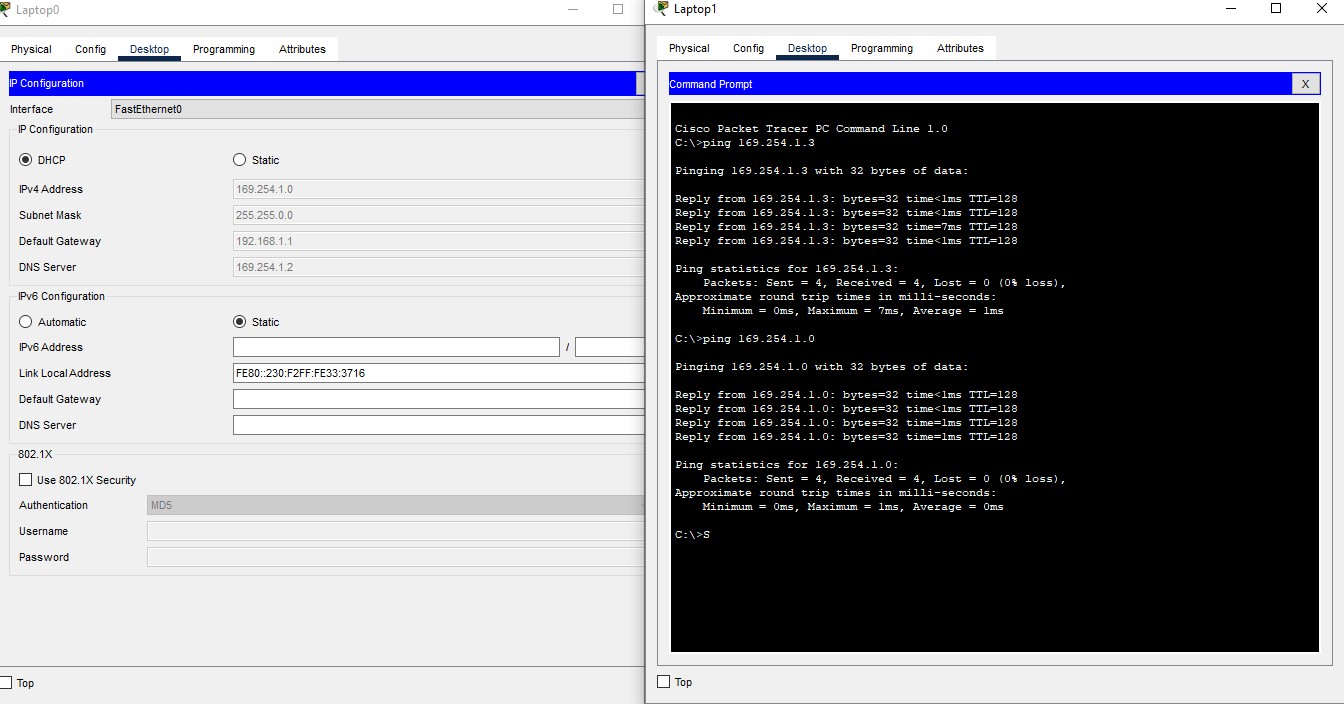 Laptop0
Physical Config Desktop Programming Attributes
IP Configuration
Interface FastEthernet0
IP Configuration
DHCP Static
IPv4 Address 169.254.1.0
Subnet Mask 255.255.0.0
Default Gateway 192.168.1.1
DNS Server 169.254.1.2
IPv6 Configuration
Automatic Static
IPv6 Address /
Link Local Address FE80::230:F2FF:FE33:3716
Default Gateway
DNS Server
802.1X
Use 802.1X Security
Authentication MD5
Username
Password
Top
Laptop1
Physical Config Desktop Programming Attributes
Command Prompt X
Cisco Packet Tracer PC Command Line 1.0
C:\>ping 169.254.1.3
Pinging 169.254.1.3 with 32 bytes of data:
Reply from 169.254.1.3: bytes=32 time<1ms TTL=128
Reply from 169.254.1.3: bytes=32 time<1ms TTL=128
Reply from 169.254.1.3: bytes=32 time=7ms TTL=128
Reply from 169.254.1.3: bytes=32 time<1ms TTL=128
Ping statistics for 169.254.1.3:
Packets: Sent = 4, Received = 4, Lost = 0 (0% loss),
Approximate round trip times in milli-seconds:
Minimum = 0ms, Maximum = 7ms, Average = 1ms
C:\>ping 169.254.1.0
Pinging 169.254.1.0 with 32 bytes of data:
Reply from 169.254.1.0: bytes=32 time<1ms TTL=128
Reply from 169.254.1.0: bytes=32 time<1ms TTL=128
Reply from 169.254.1.0: bytes=32 time=1ms TTL=128
Reply from 169.254.1.0: bytes=32 time=1ms TTL=128
Ping statistics for 169.254.1.0:
Packets: Sent = 4, Received = 4, Lost = 0 (0% loss),
Approximate round trip times in milli-seconds:
Minimum = 0ms, Maximum = 1ms, Average = 0ms
C:\>S
Top